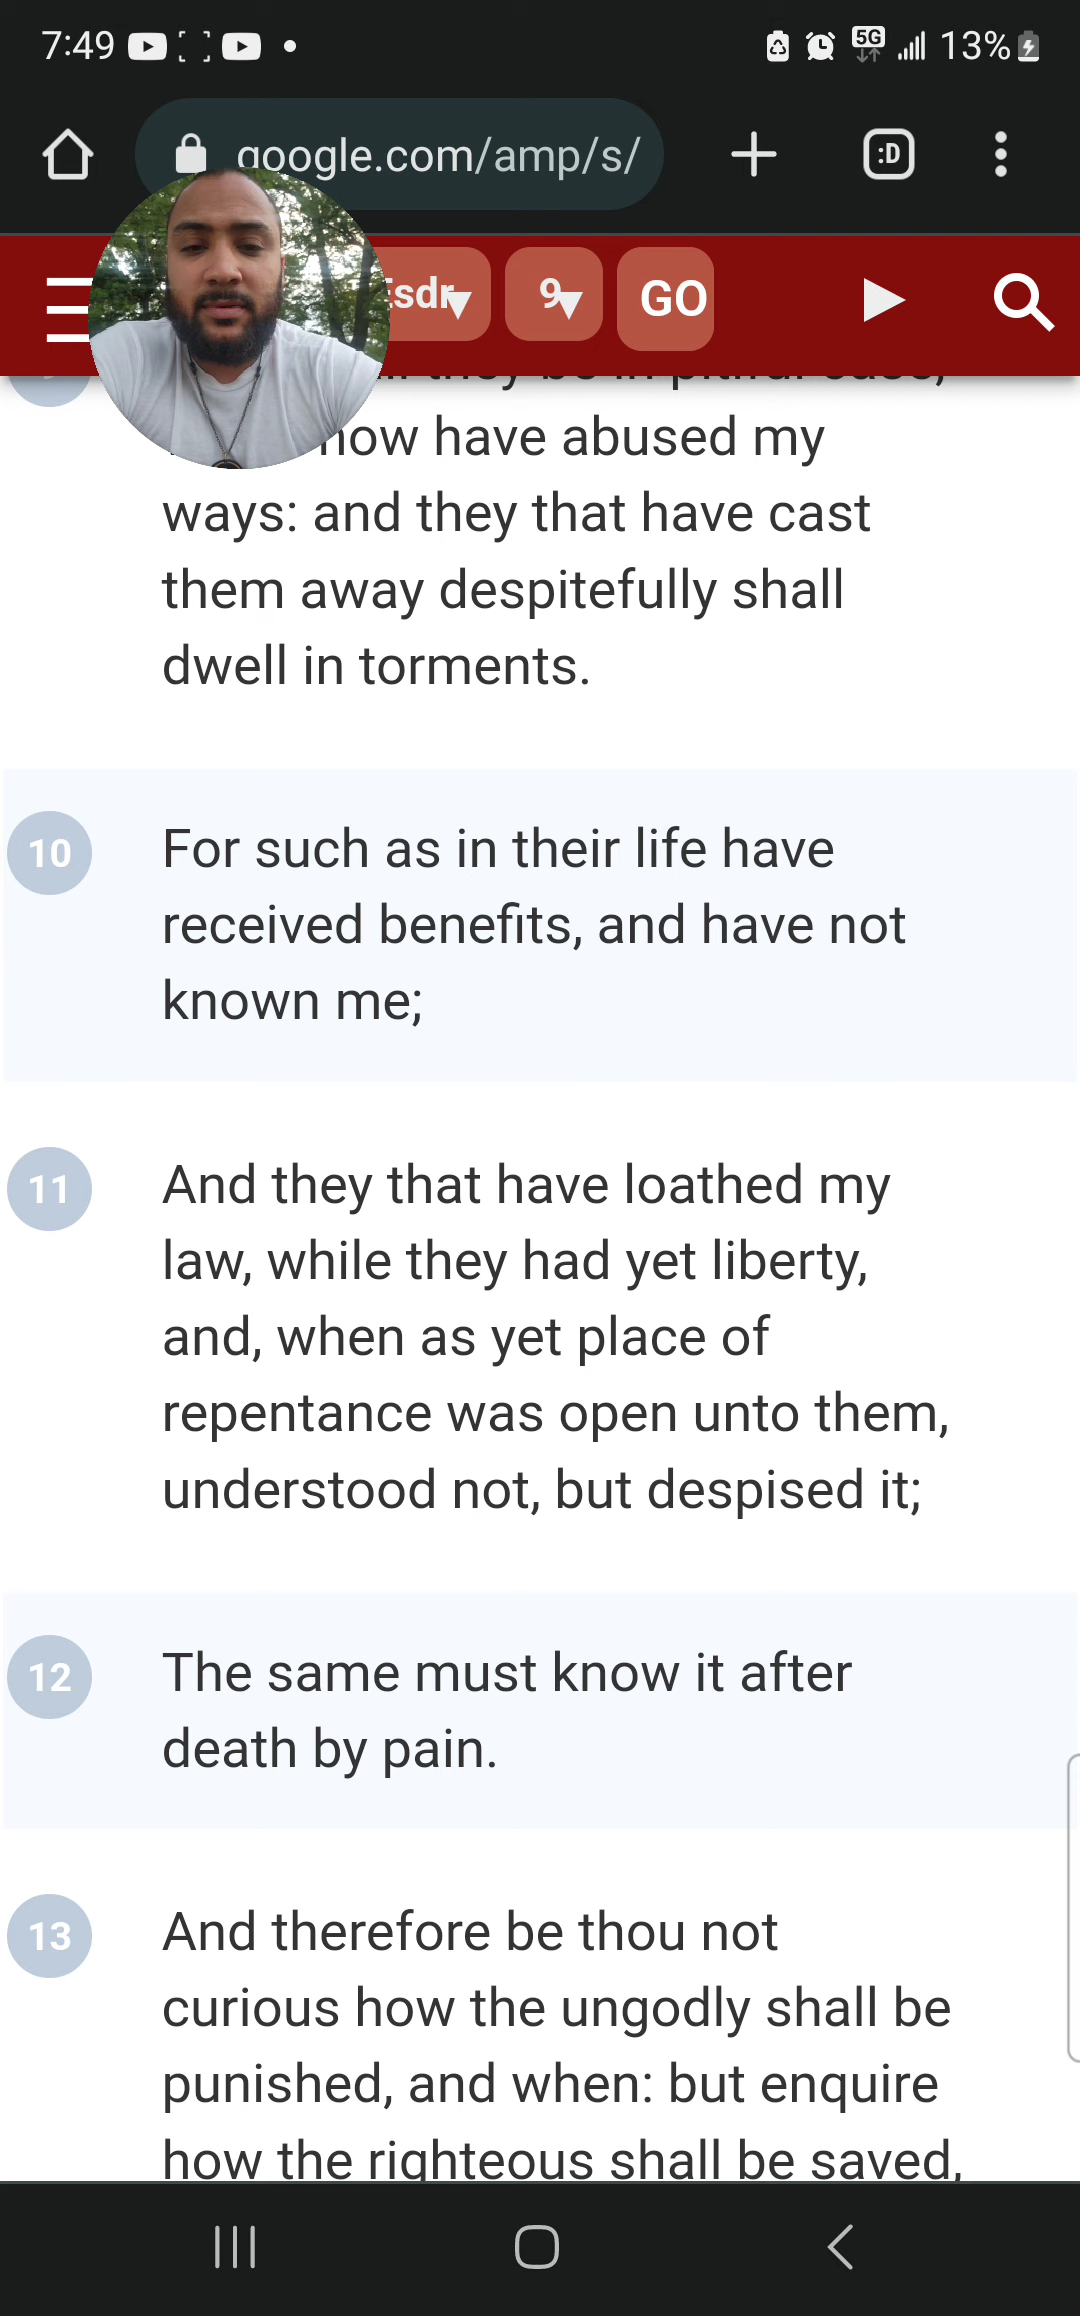 7:49
5G
13%
google.com/amp/s/
:D
Esdr
9
GO
now have abused my
ways: and they that have cast
them away despitefully shall
dwell in torments.
10
For such as in their life have
received benefits, and have not
known me;
11
And they that have loathed my
law, while they had yet liberty,
and, when as yet place of
repentance was open unto them,
understood not, but despised it;
12
The same must know it after
death by pain.
13
And therefore be thou not
curious how the ungodly shall be
punished, and when: but enquire
how the righteous shall be saved,